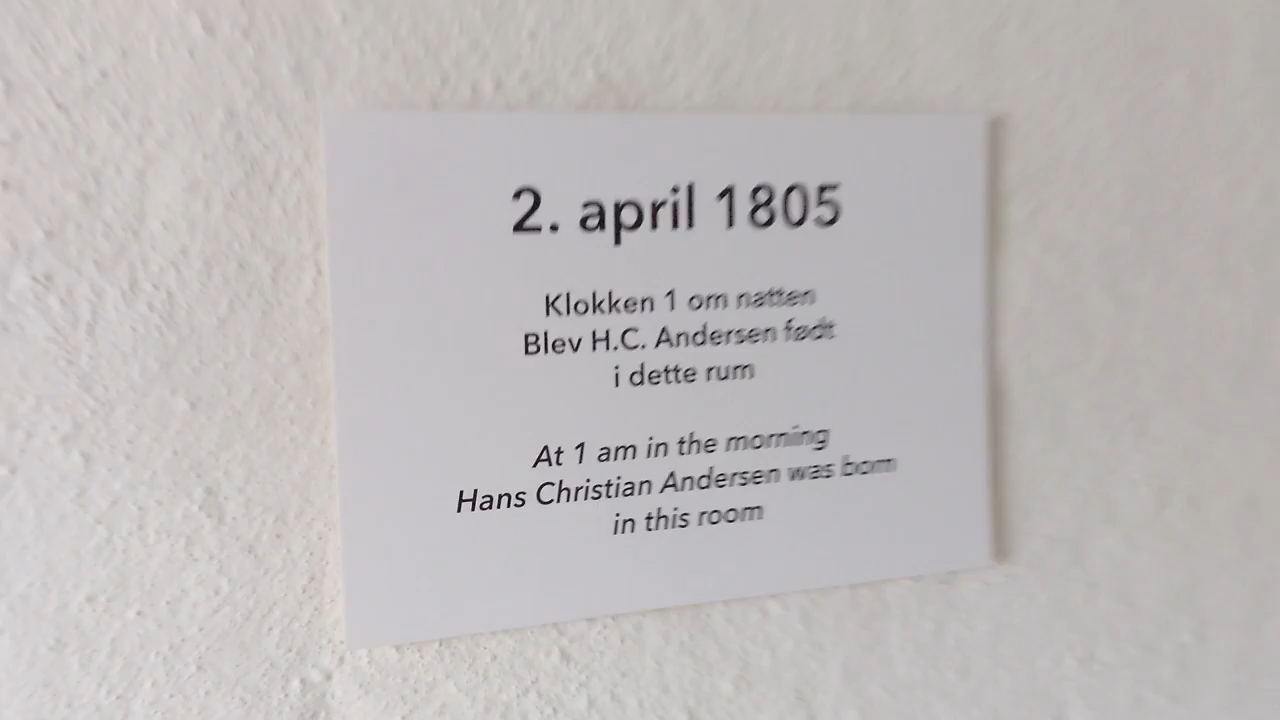 2. april 1805
Klokken 1 om natten
Blev H.C. Andersen født
i dette rum
At 1 am in the morning
Hans Christian Andersen was born
in this room